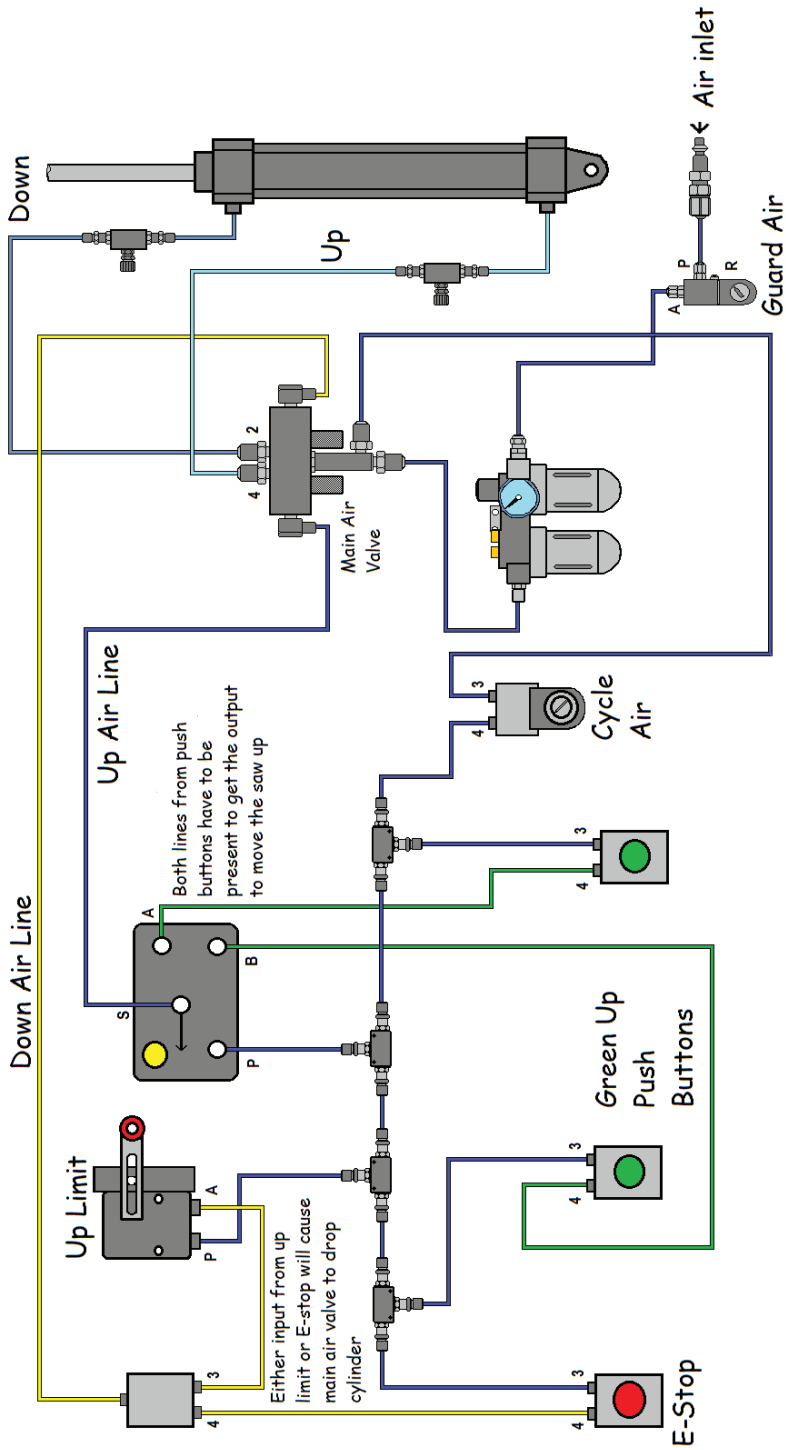 Down Air Line
Down
Up
Up Air Line
Up Limit
S
A
B
P
P
A
2
4
Main Air
Valve
Both lines from push
buttons have to be
present to get the output
to move the saw up
Either input from up
limit or E-stop will cause
main air valve to drop
cylinder
4
3
4
3
Cycle
Air
Air inlet
A
P
R
Guard Air
4
3
4
3
Green Up
Push
Buttons
4
3
E-Stop